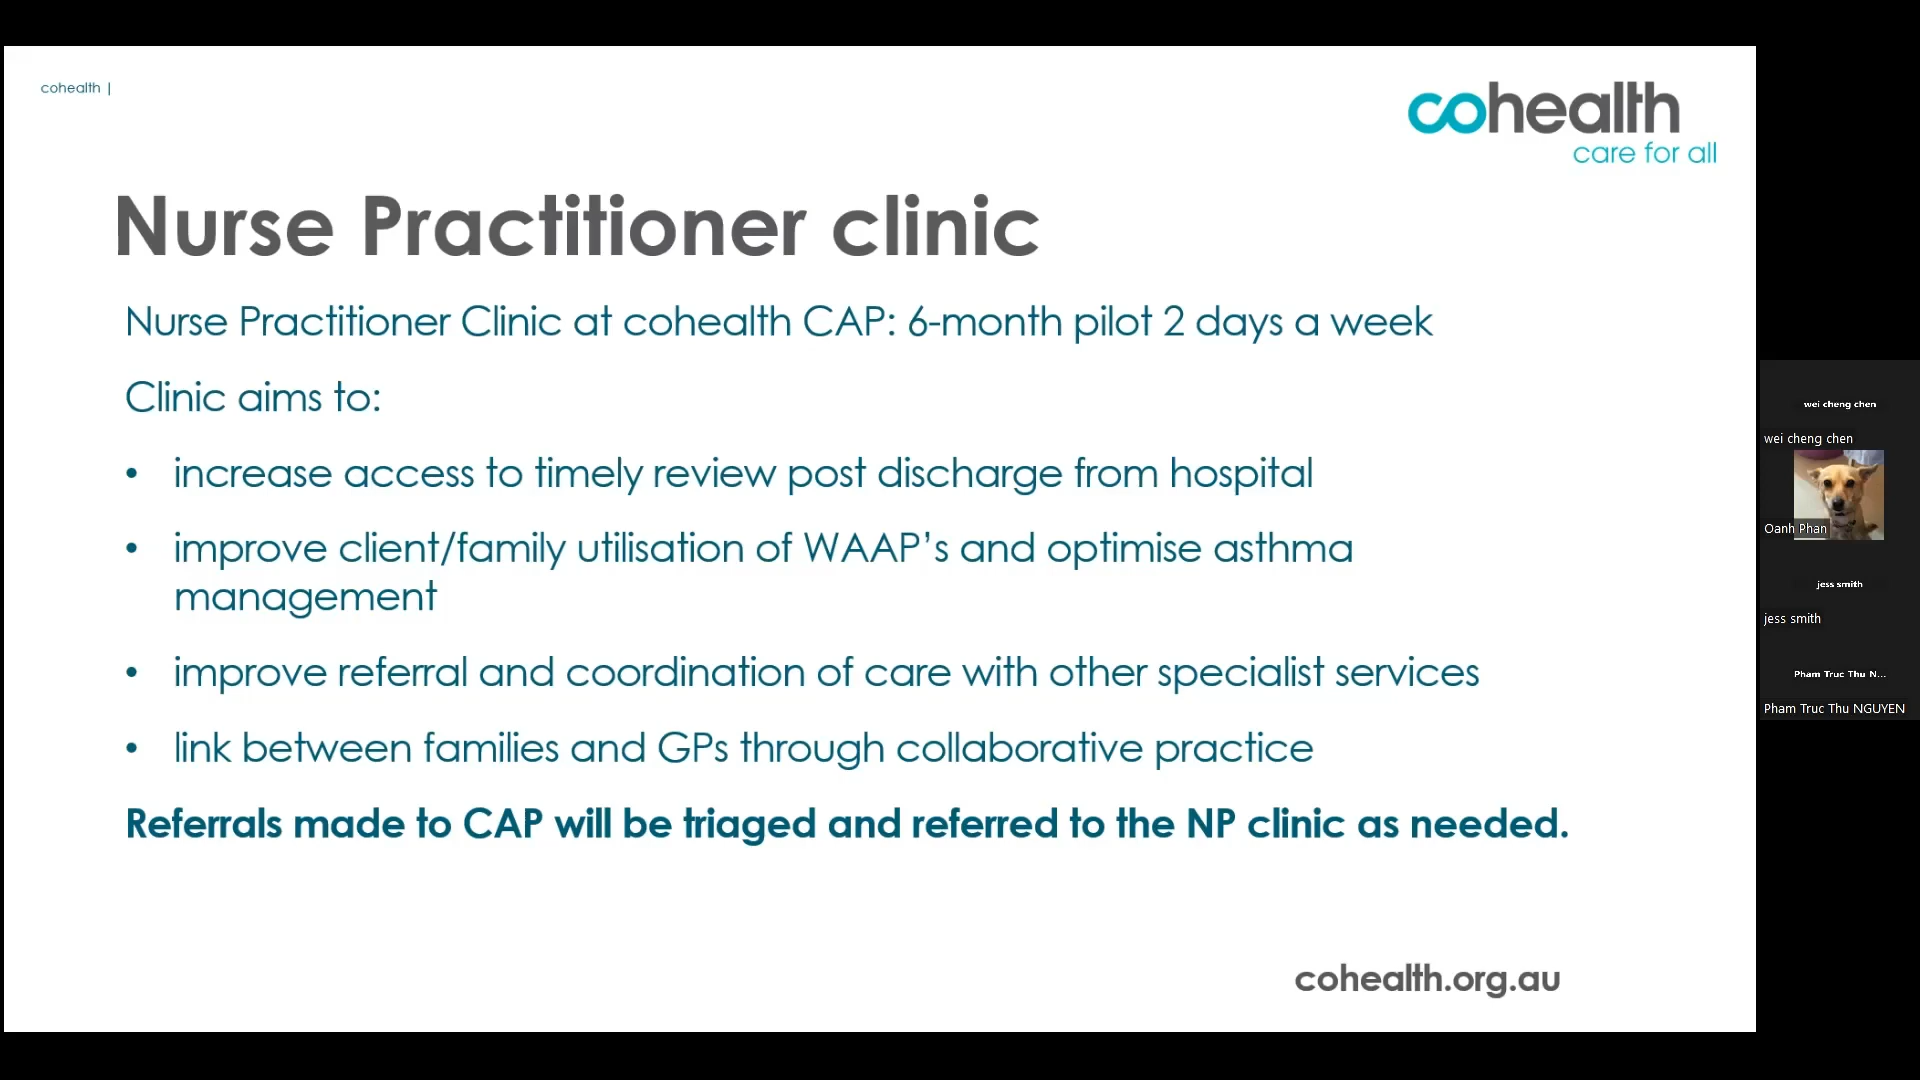 cohealth |
cohealth
care for all
Nurse Practitioner clinic
Nurse Practitioner Clinic at cohealth CAP: 6-month pilot 2 days a week
Clinic aims to:
• increase access to timely review post discharge from hospital
• improve client/family utilisation of WAAP’s and optimise asthma
management
• improve referral and coordination of care with other specialist services
• link between families and GPs through collaborative practice
Referrals made to CAP will be triaged and referred to the NP clinic as needed.
cohealth.org.au
wei cheng chen
wei cheng chen
Oanh Phan
jess smith
jess smith
Pham Truc Thu N...
Pham Truc Thu NGUYEN